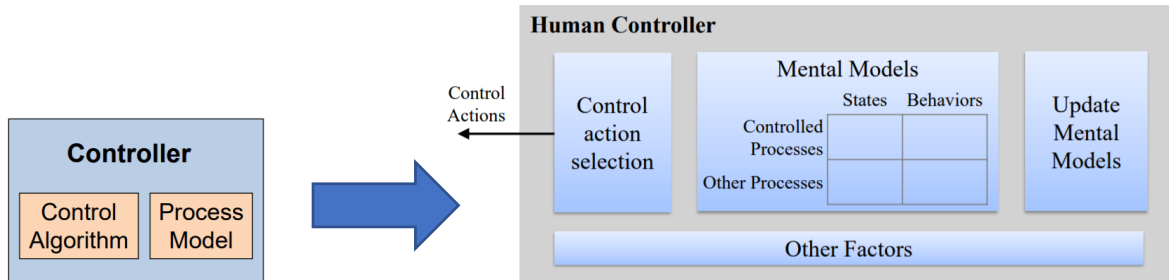 Controller
Control
Algorithm
Process
Model
Human Controller
Control
Actions
Control
action
selection
Mental Models
States Behaviors
Controlled
Processes
Other Processes
Update
Mental
Models
Other Factors